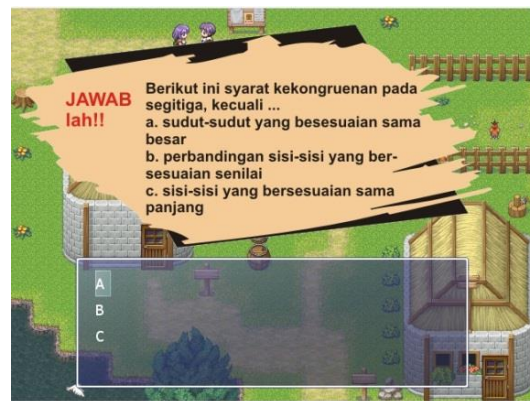 JAWAB
lah!!
Berikut ini syarat kekongruenan pada
segitiga, kecuali ...
a. sudut-sudut yang besesuaian sama
besar
b. perbandingan sisi-sisi yang ber-
sesuaian senilai
c. sisi-sisi yang bersesuaian sama
panjang
A
B
C